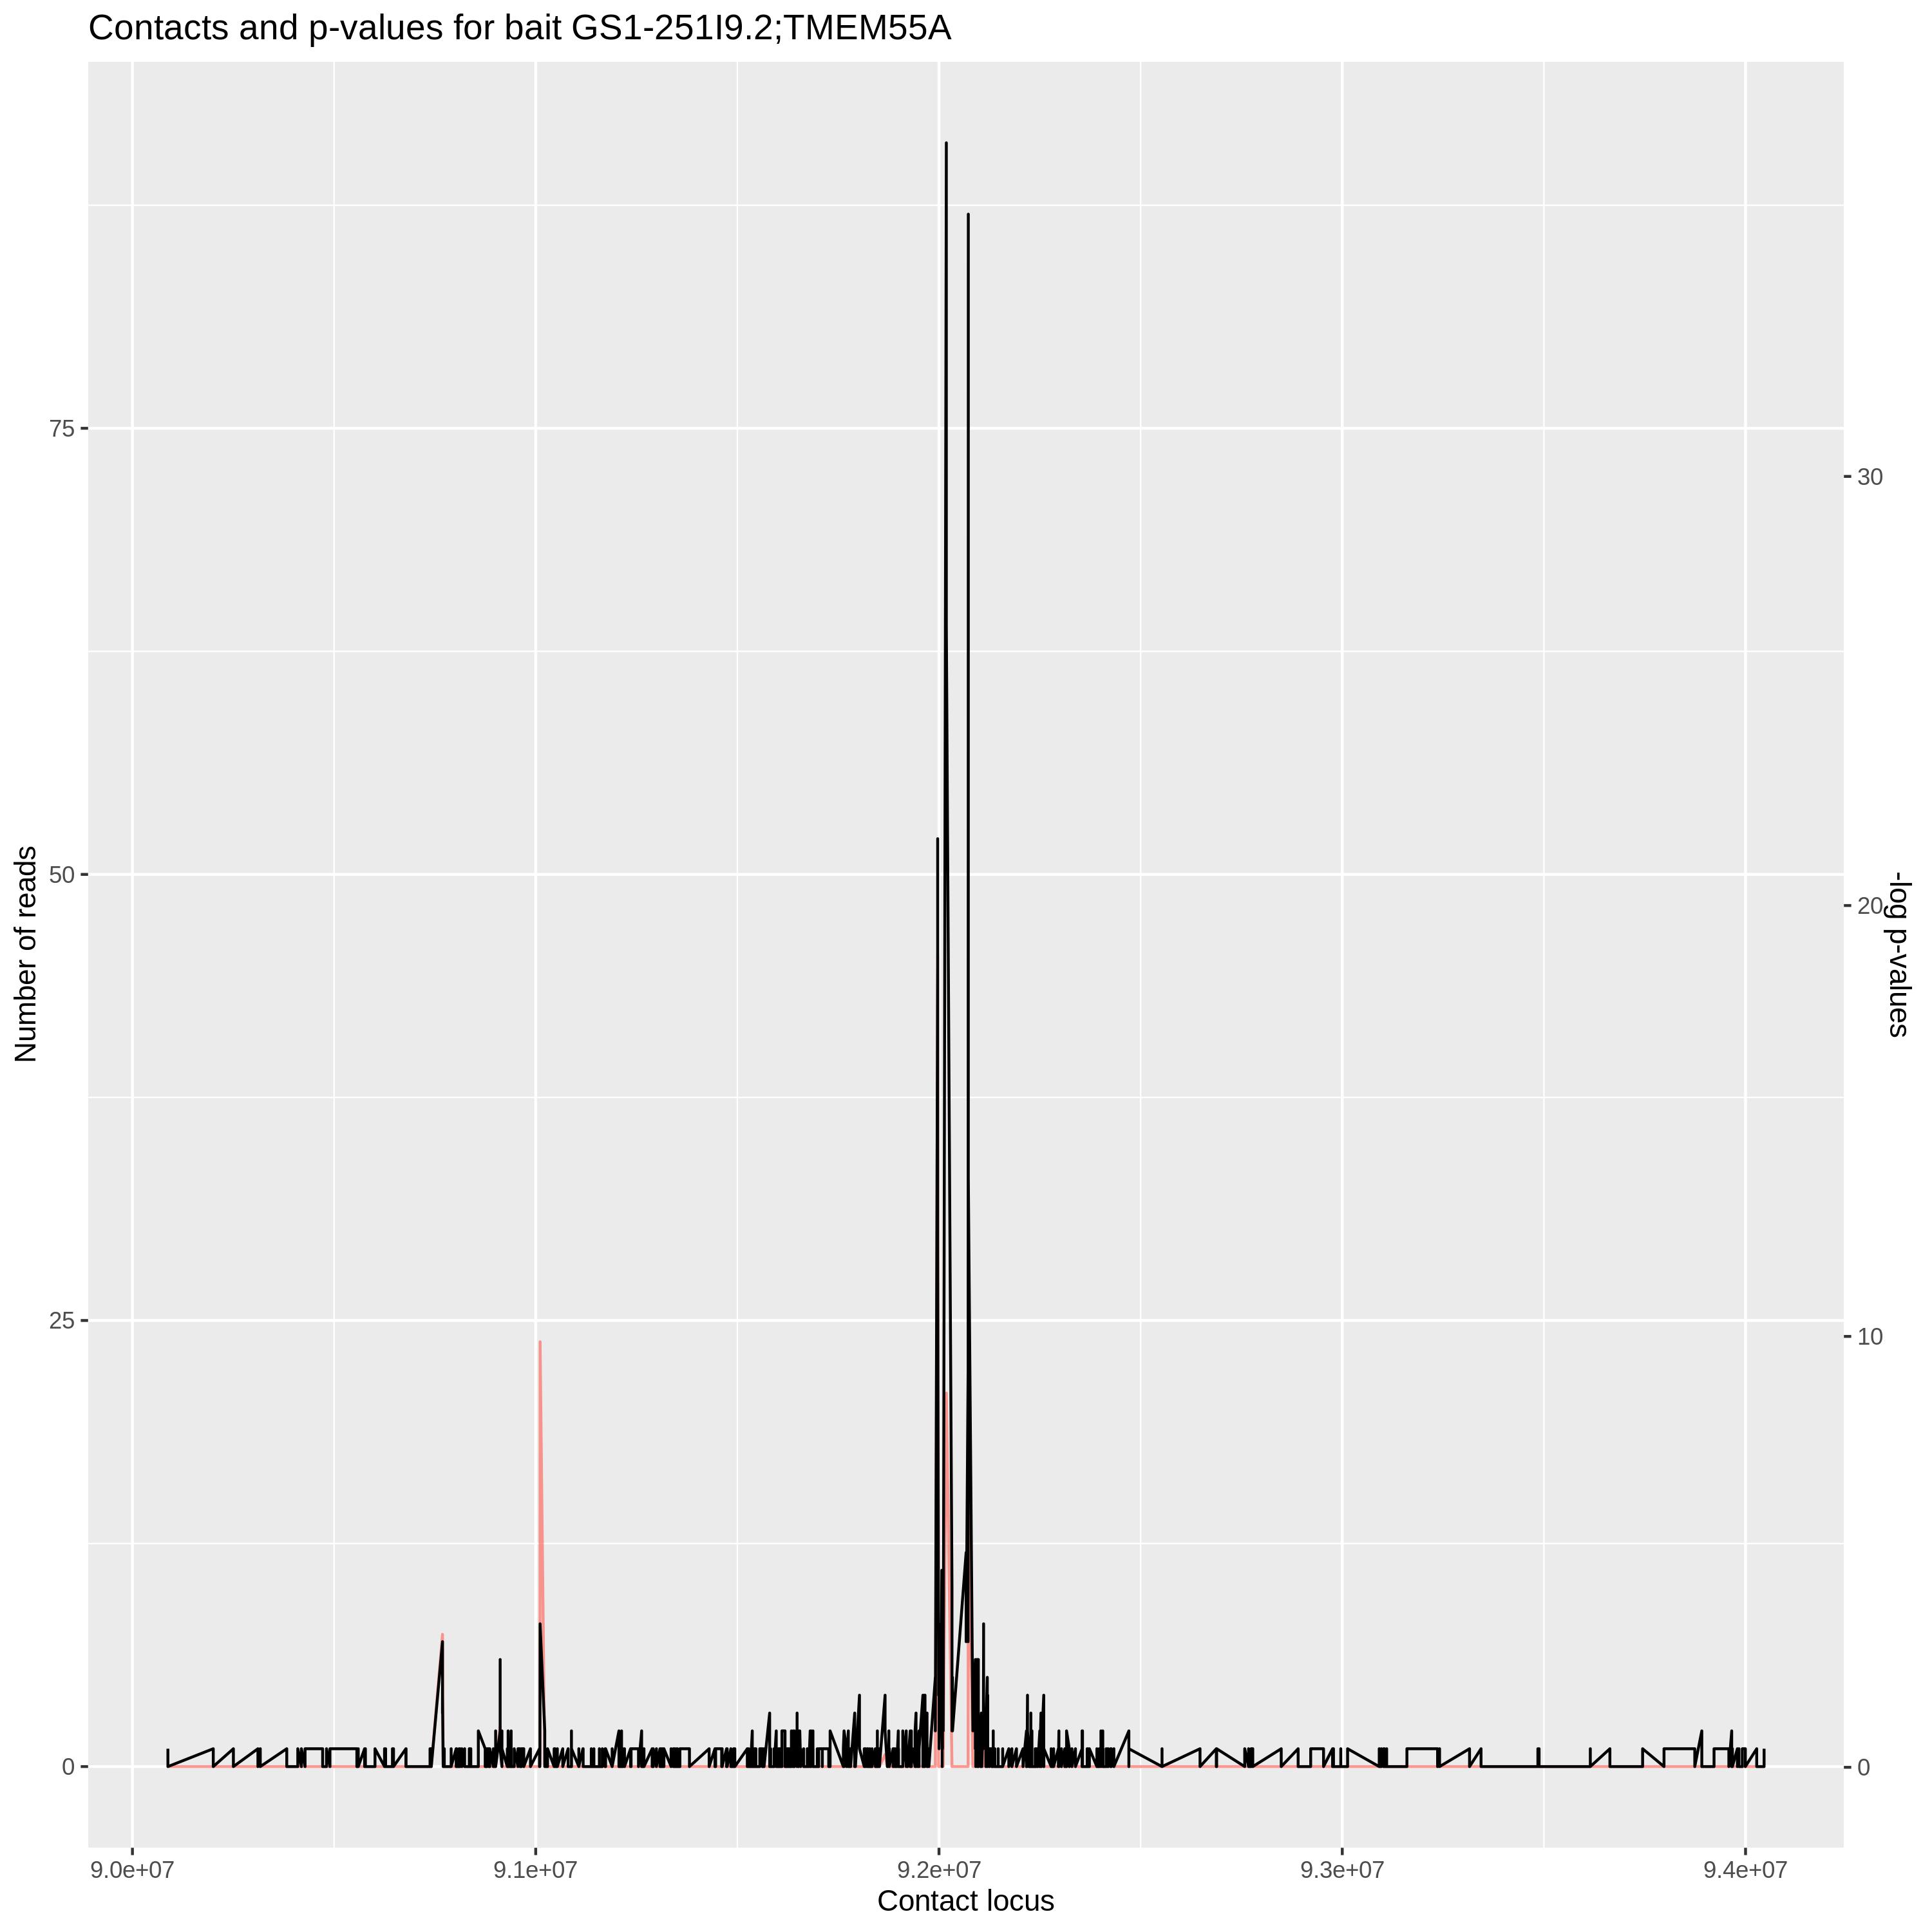 Contacts and p-values for bait GS1-251I9.2;TMEM55A
75
50
25
0
30
20
10
0
Number of reads
-log p-values
9.0e+07 9.1e+07 9.2e+07 9.3e+07 9.4e+07
Contact locus